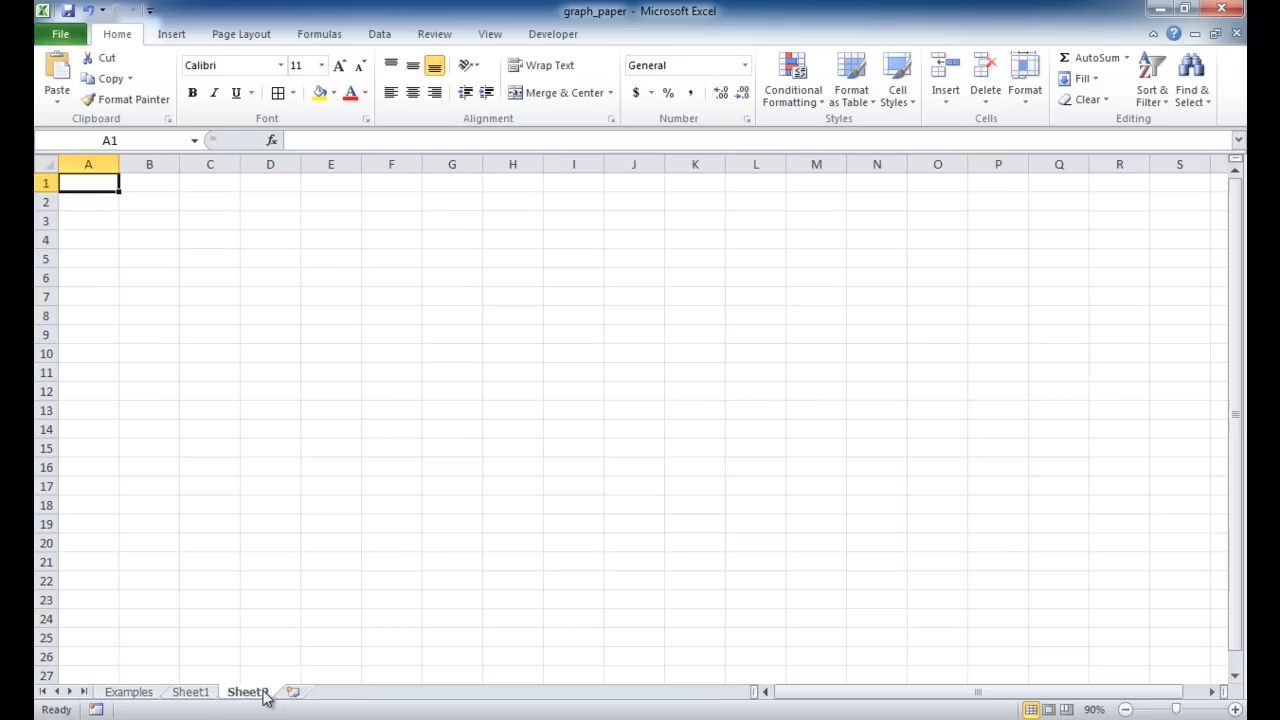 graph_paper - Microsoft Excel
File Home Insert Page Layout Formulas Data Review View Developer
Paste
Cut
Copy
Format Painter
Clipboard
Calibri 11
B I U A
Font
Wrap Text
Merge & Center
Alignment
General
$ % ,
Number
Conditional Formatting
Format as Table
Cell Styles
Styles
Insert
Delete
Format
Cells
Σ AutoSum
Fill
Clear
Sort & Filter
Find & Select
Editing
A1 fx
A B C D E F G H I J K L M N O P Q R S
1
2
3
4
5
6
7
8
9
10
11
12
13
14
15
16
17
18
19
20
21
22
23
24
25
26
27
Examples Sheet1
Ready 90%